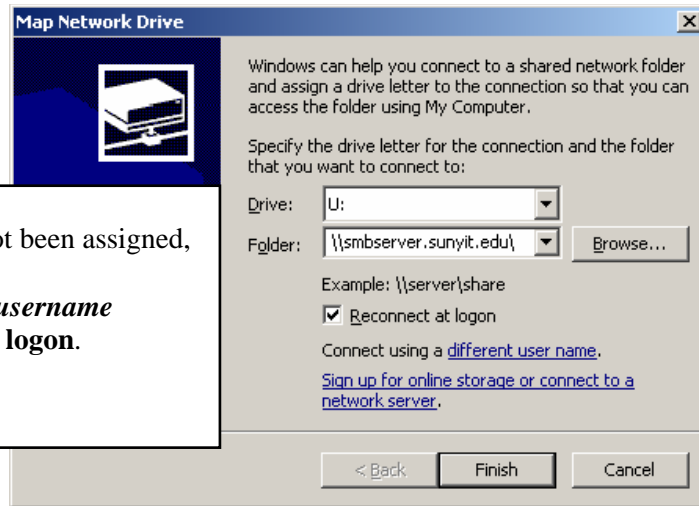 Map Network Drive
Windows can help you connect to a shared network folder
and assign a drive letter to the connection so that you can
access the folder using My Computer.
Specify the drive letter for the connection and the folder
that you want to connect to:
Drive: U:
Folder: \\smbserver.sunyit.edu\ Browse...
Example: \\server\share
Reconnect at logon
Connect using a different user name.
Sign up for online storage or connect to a
network server.
been assigned,
username
logon.
< Back Finish Cancel